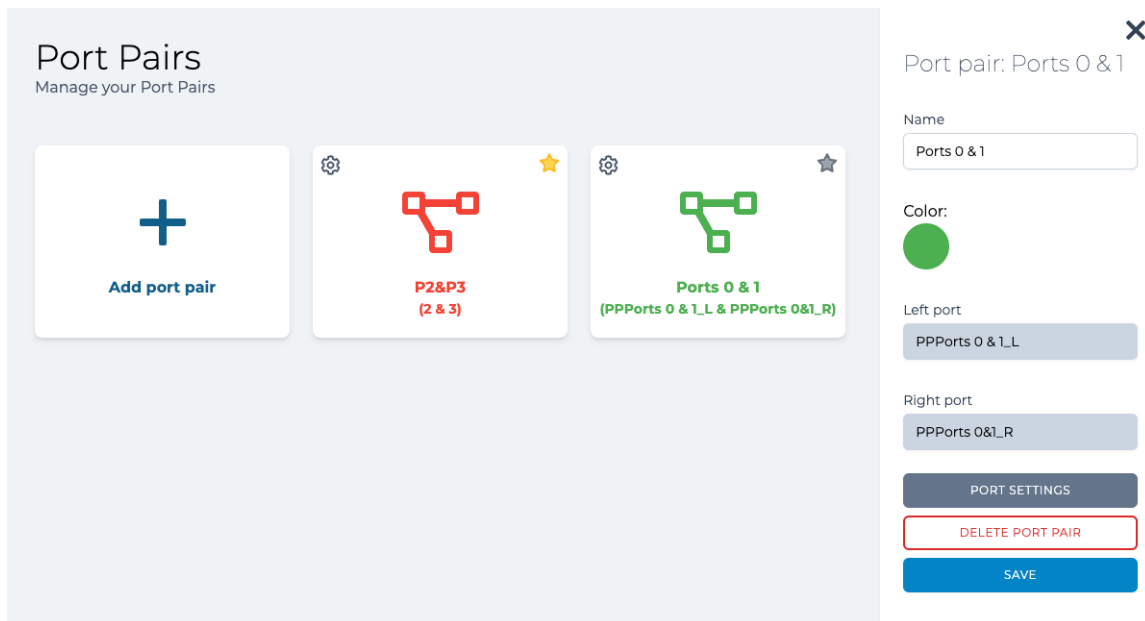 Port Pairs
Manage your Port Pairs
Add port pair
P2&P3
(2 & 3)
Ports 0 & 1
(PPPorts 0 & 1_L & PPPorts 0&1_R)
Port pair: Ports 0 & 1
Name
Ports 0 & 1
Color:
Left port
PPPorts 0 & 1_L
Right port
PPPorts 0&1_R
PORT SETTINGS
DELETE PORT PAIR
SAVE